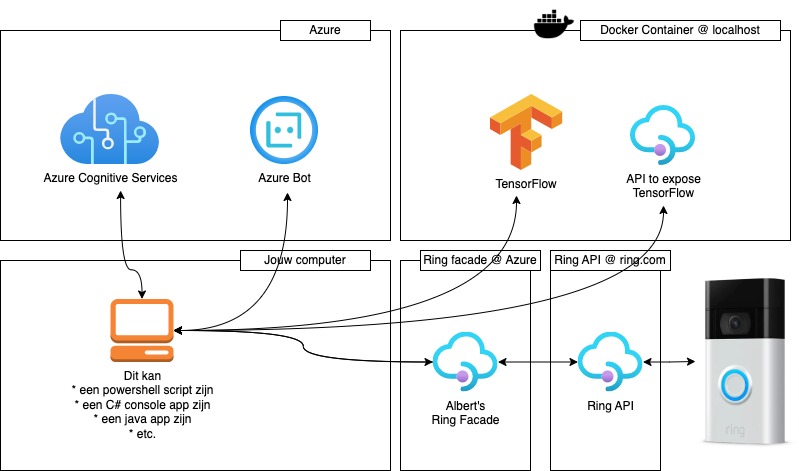 Azure
Docker Container @ localhost
Azure Cognitive Services
Azure Bot
TensorFlow
API to expose
TensorFlow
Jouw computer
Ring facade @ Azure
Ring API @ ring.com
Dit kan
* een powershell script zijn
* een C# console app zijn
* een java app zijn
* etc.
Albert's
Ring Facade
Ring API
ring